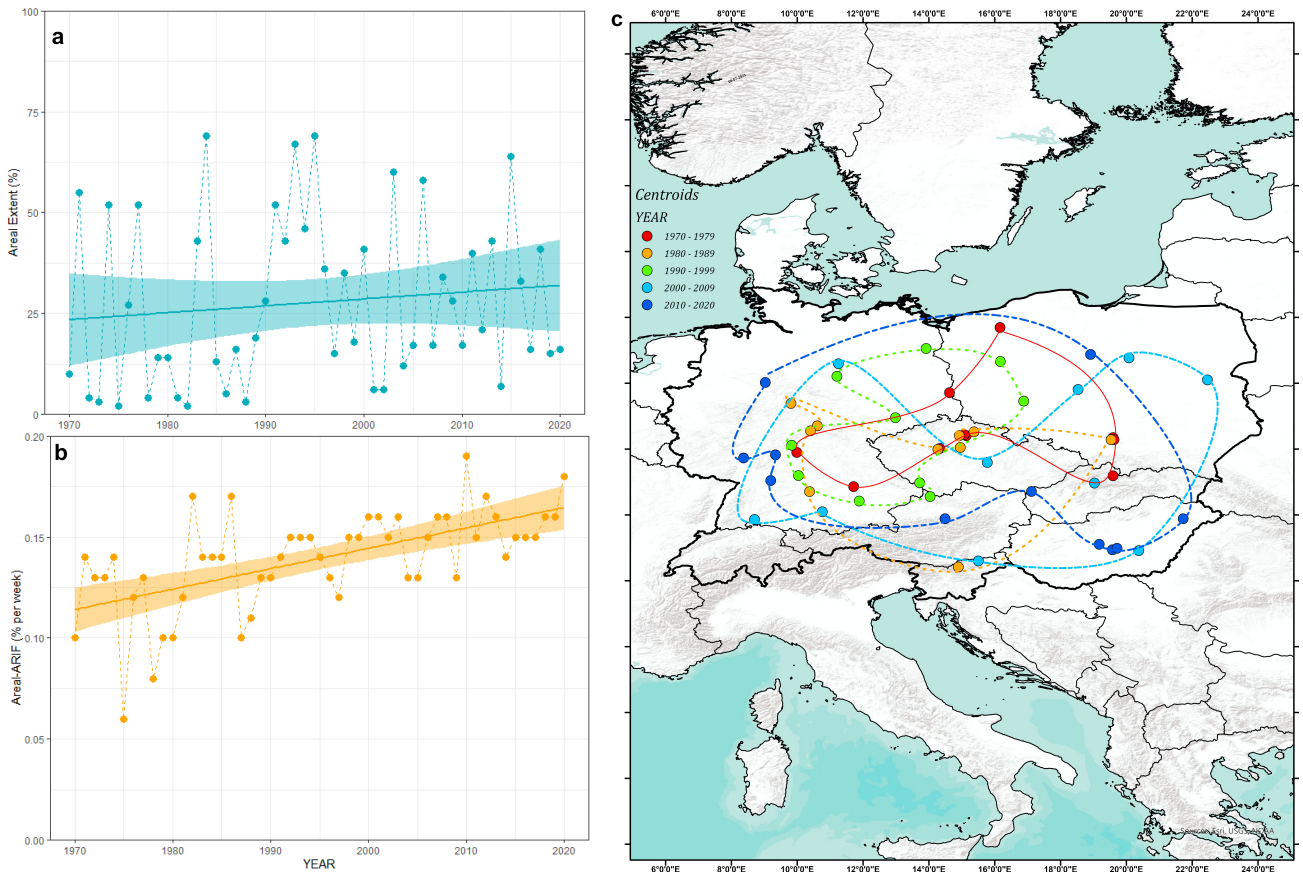 a
100
75
50
25
0
Areal Extent (%)
1970 1980 1990 2000 2010 2020
b
0.20
0.15
0.10
0.05
0.00
Areal-ARIF (% per week)
1970 1980 1990 2000 2010 2020
YEAR
c
6°0'0"E 8°0'0"E 10°0'0"E 12°0'0"E 14°0'0"E 16°0'0"E 18°0'0"E 20°0'0"E 22°0'0"E 24°0'0"E
Centroids
YEAR
1970 - 1979
1980 - 1989
1990 - 1999
2000 - 2009
2010 - 2020
Sources: Esri, USGS, NOAA
6°0'0"E 8°0'0"E 10°0'0"E 12°0'0"E 14°0'0"E 16°0'0"E 18°0'0"E 20°0'0"E 22°0'0"E 24°0'0"E